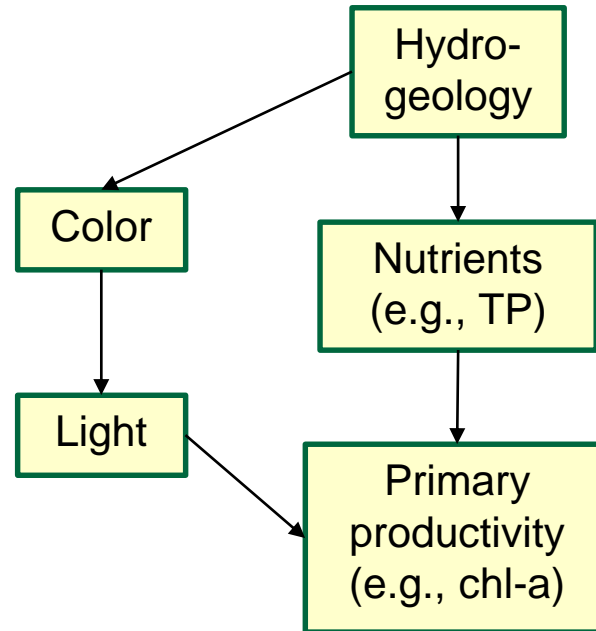 Hydro-
geology
Color
Nutrients
(e.g., TP)
Light
Primary
productivity
(e.g., chl-a)